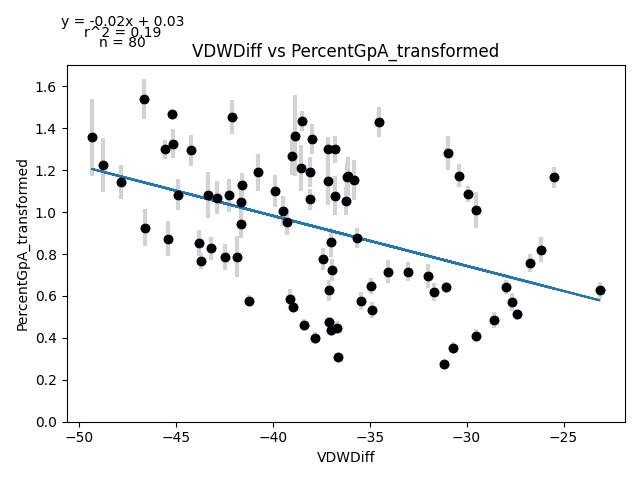 y = -0.02x + 0.03
r^2 = 0.19
n = 80
VDWDiff vs PercentGpA_transformed
1.6
1.4
1.2
1.0
0.8
0.6
0.4
0.2
0.0
PercentGpA_transformed
−50
−45
−40
−35
−30
−25
VDWDiff